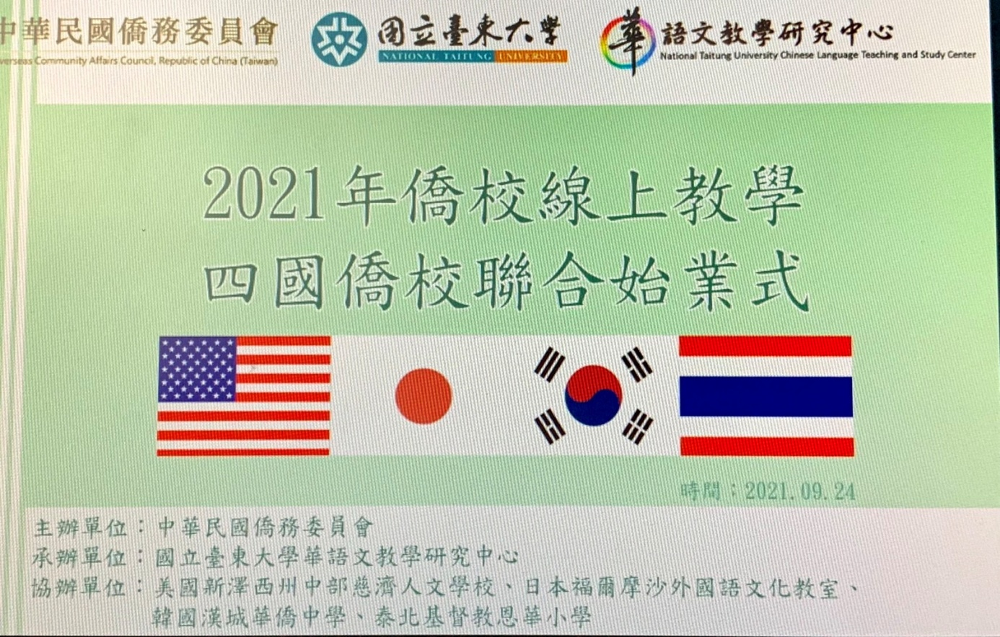 中華民國僑務委員會
verseas Community Affairs Council, Republic of China (Taiwan)
國立臺東大學
NATIONAL TAITUNG UNIVERSITY
華語文教學研究中心
National Taitung University Chinese Language Teaching and Study Center
2021年僑校線上教學
四國僑校聯合始業式
時間：2021.09.24
主辦單位：中華民國僑務委員會
承辦單位：國立臺東大學華語文教學研究中心
協辦單位：美國新澤西州中部慈濟人文學校、日本福爾摩沙外國語文化教室、
韓國漢城華僑中學、泰北基督教恩華小學